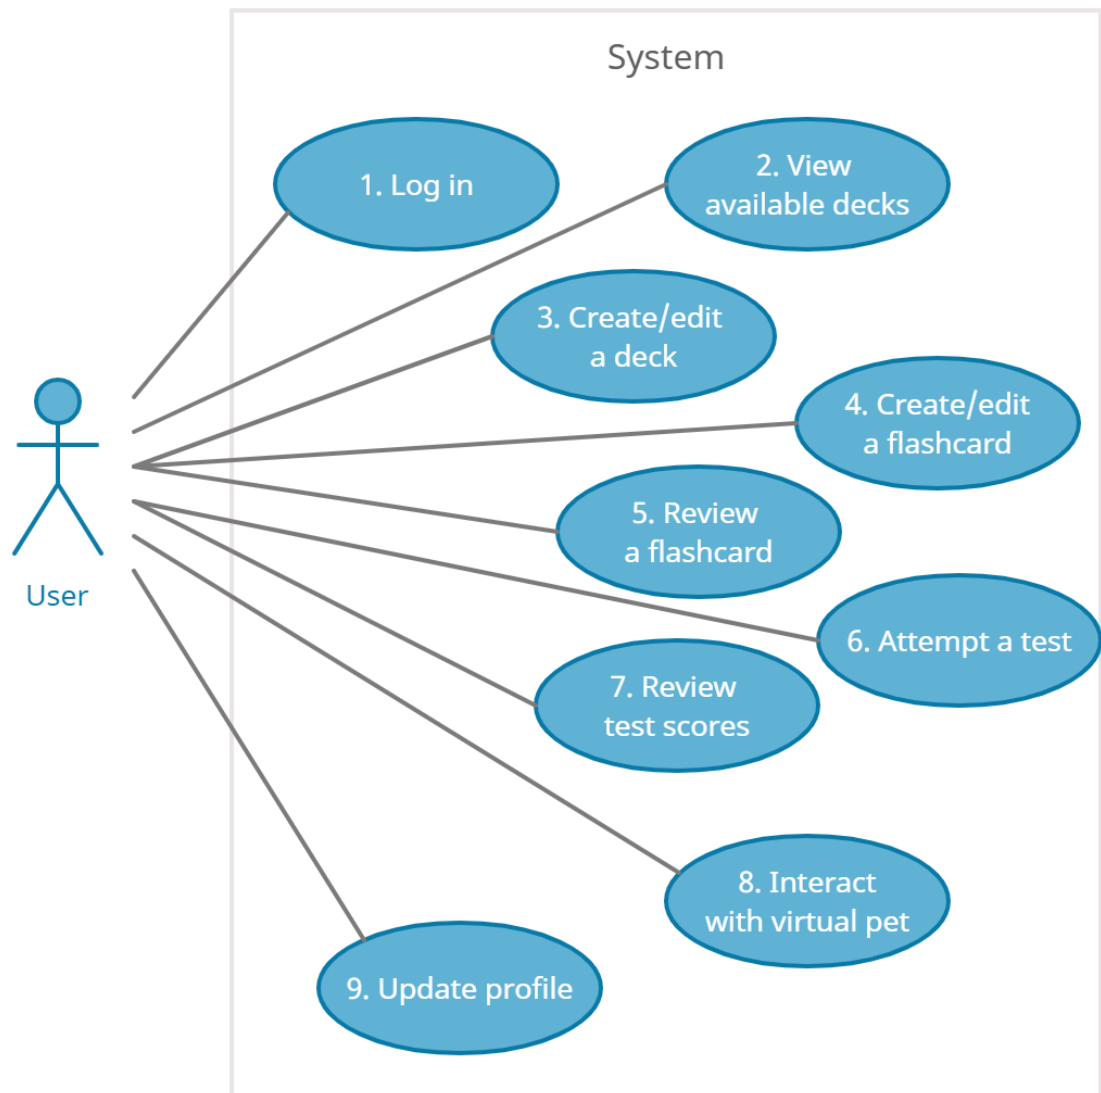 System
1. Log in
2. View
available decks
3. Create/edit
a deck
4. Create/edit
a flashcard
5. Review
a flashcard
User
6. Attempt a test
7. Review
test scores
8. Interact
with virtual pet
9. Update profile